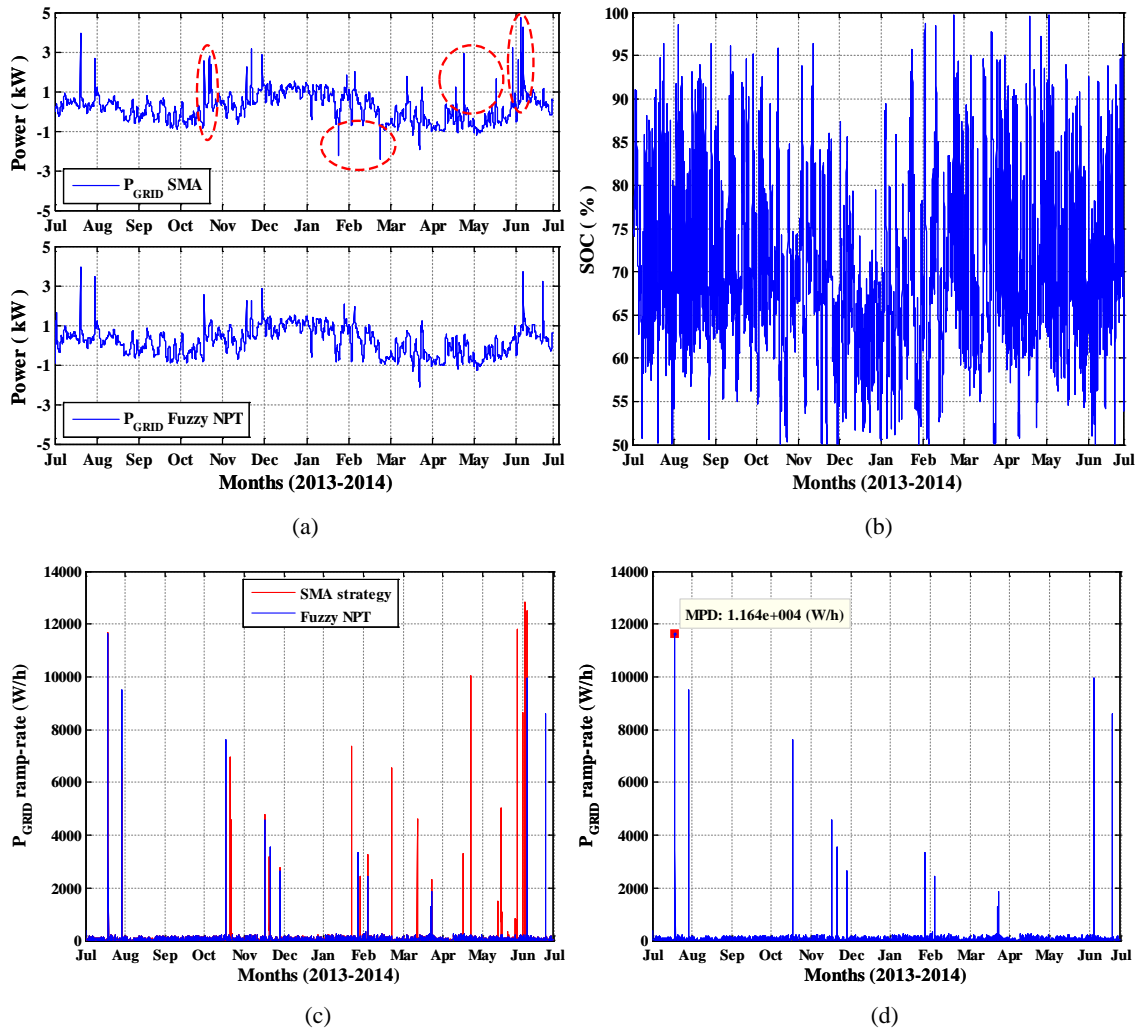 5
3
1
-1
-3
-5
Power ( kW )
P_GRID SMA
Jul Aug Sep Oct Nov Dec Jan Feb Mar Apr May Jun Jul
5
3
1
-1
-3
-5
Power ( kW )
P_GRID Fuzzy NPT
Jul Aug Sep Oct Nov Dec Jan Feb Mar Apr May Jun Jul
Months (2013-2014)
(a)
100
95
90
85
80
75
70
65
60
55
50
SOC ( % )
Jul Aug Sep Oct Nov Dec Jan Feb Mar Apr May Jun Jul
Months (2013-2014)
(b)
14000
12000
10000
8000
6000
4000
2000
0
P_GRID ramp-rate (W/h)
SMA strategy
Fuzzy NPT
Jul Aug Sep Oct Nov Dec Jan Feb Mar Apr May Jun Jul
Months (2013-2014)
(c)
14000
12000
10000
8000
6000
4000
2000
0
P_GRID ramp-rate (W/h)
MPD: 1.164e+004 (W/h)
Jul Aug Sep Oct Nov Dec Jan Feb Mar Apr May Jun Jul
Months (2013-2014)
(d)